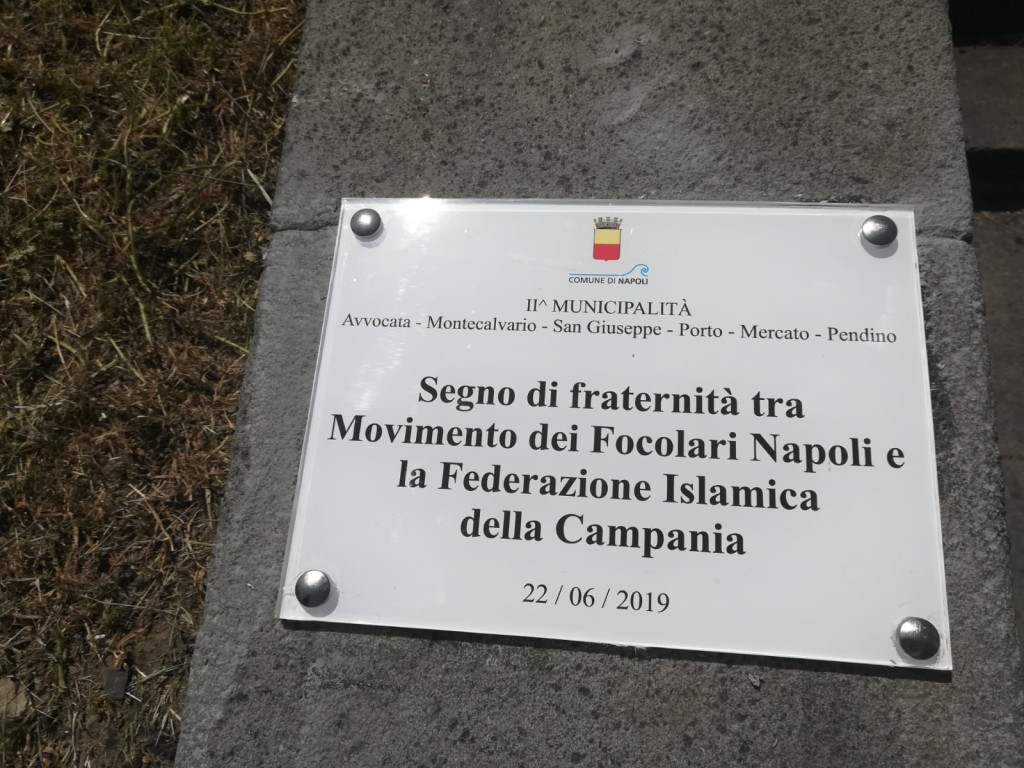 COMUNE DI NAPOLI
II^ MUNICIPALITÀ
Avvocata - Montecalvario - San Giuseppe - Porto - Mercato - Pendino
Segno di fraternità tra
Movimento dei Focolari Napoli e
la Federazione Islamica
della Campania
22 / 06 / 2019